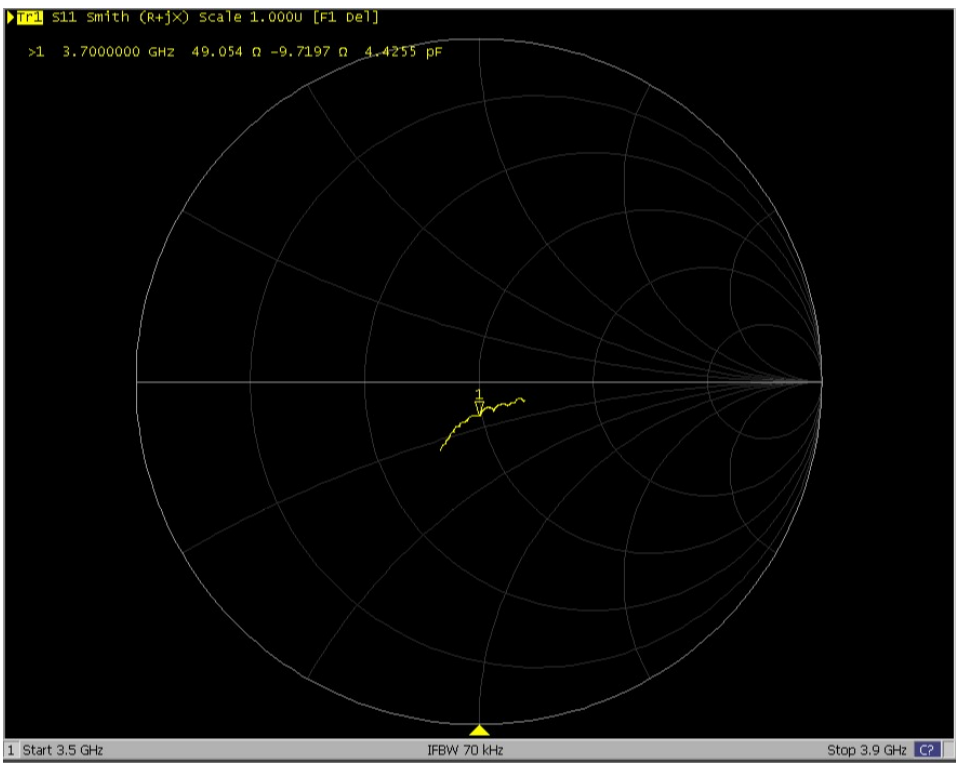 Tr1 S11 Smith (R+jX) Scale 1.000U [F1 Del]
>1 3.7000000 GHz 49.054 Ω -9.7197 Ω 4.4255 pF
1
1 Start 3.5 GHz IFBW 70 kHz Stop 3.9 GHz C?